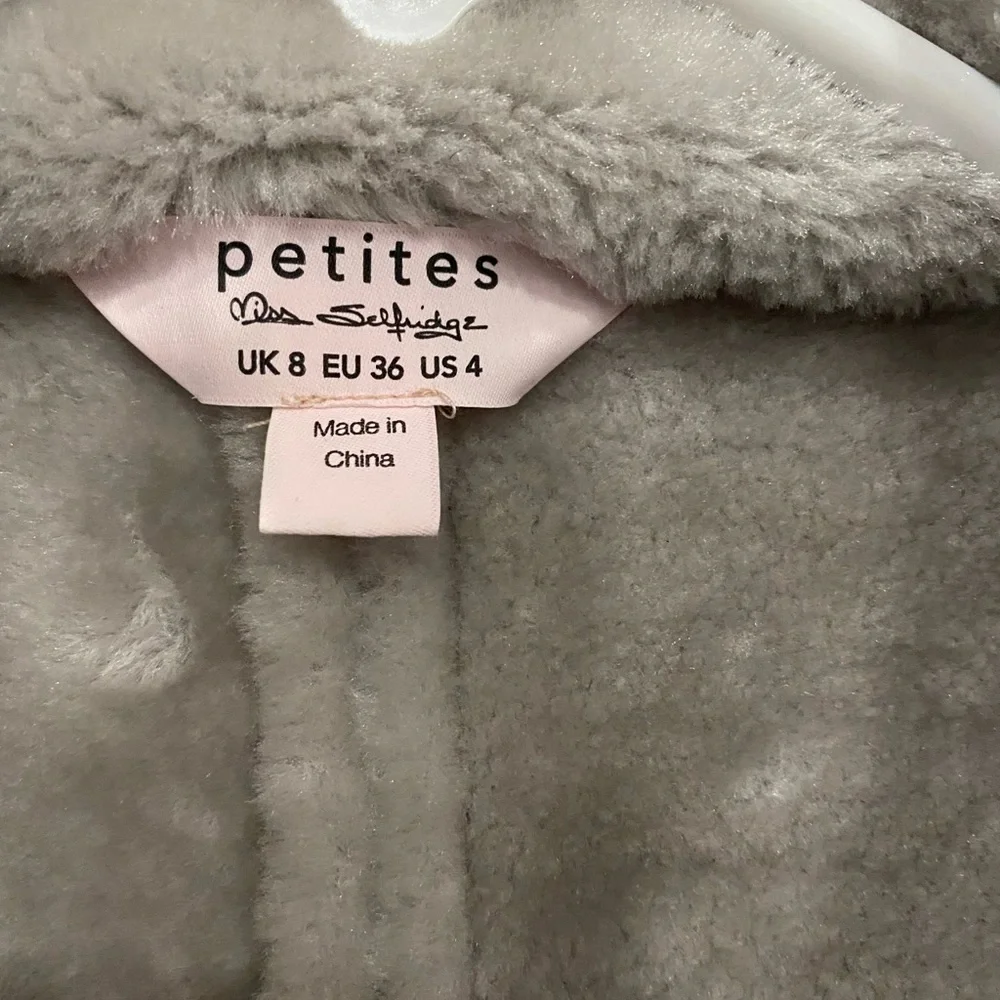 petites
Miss Selfridge
UK 8 EU 36 US 4
Made in
China